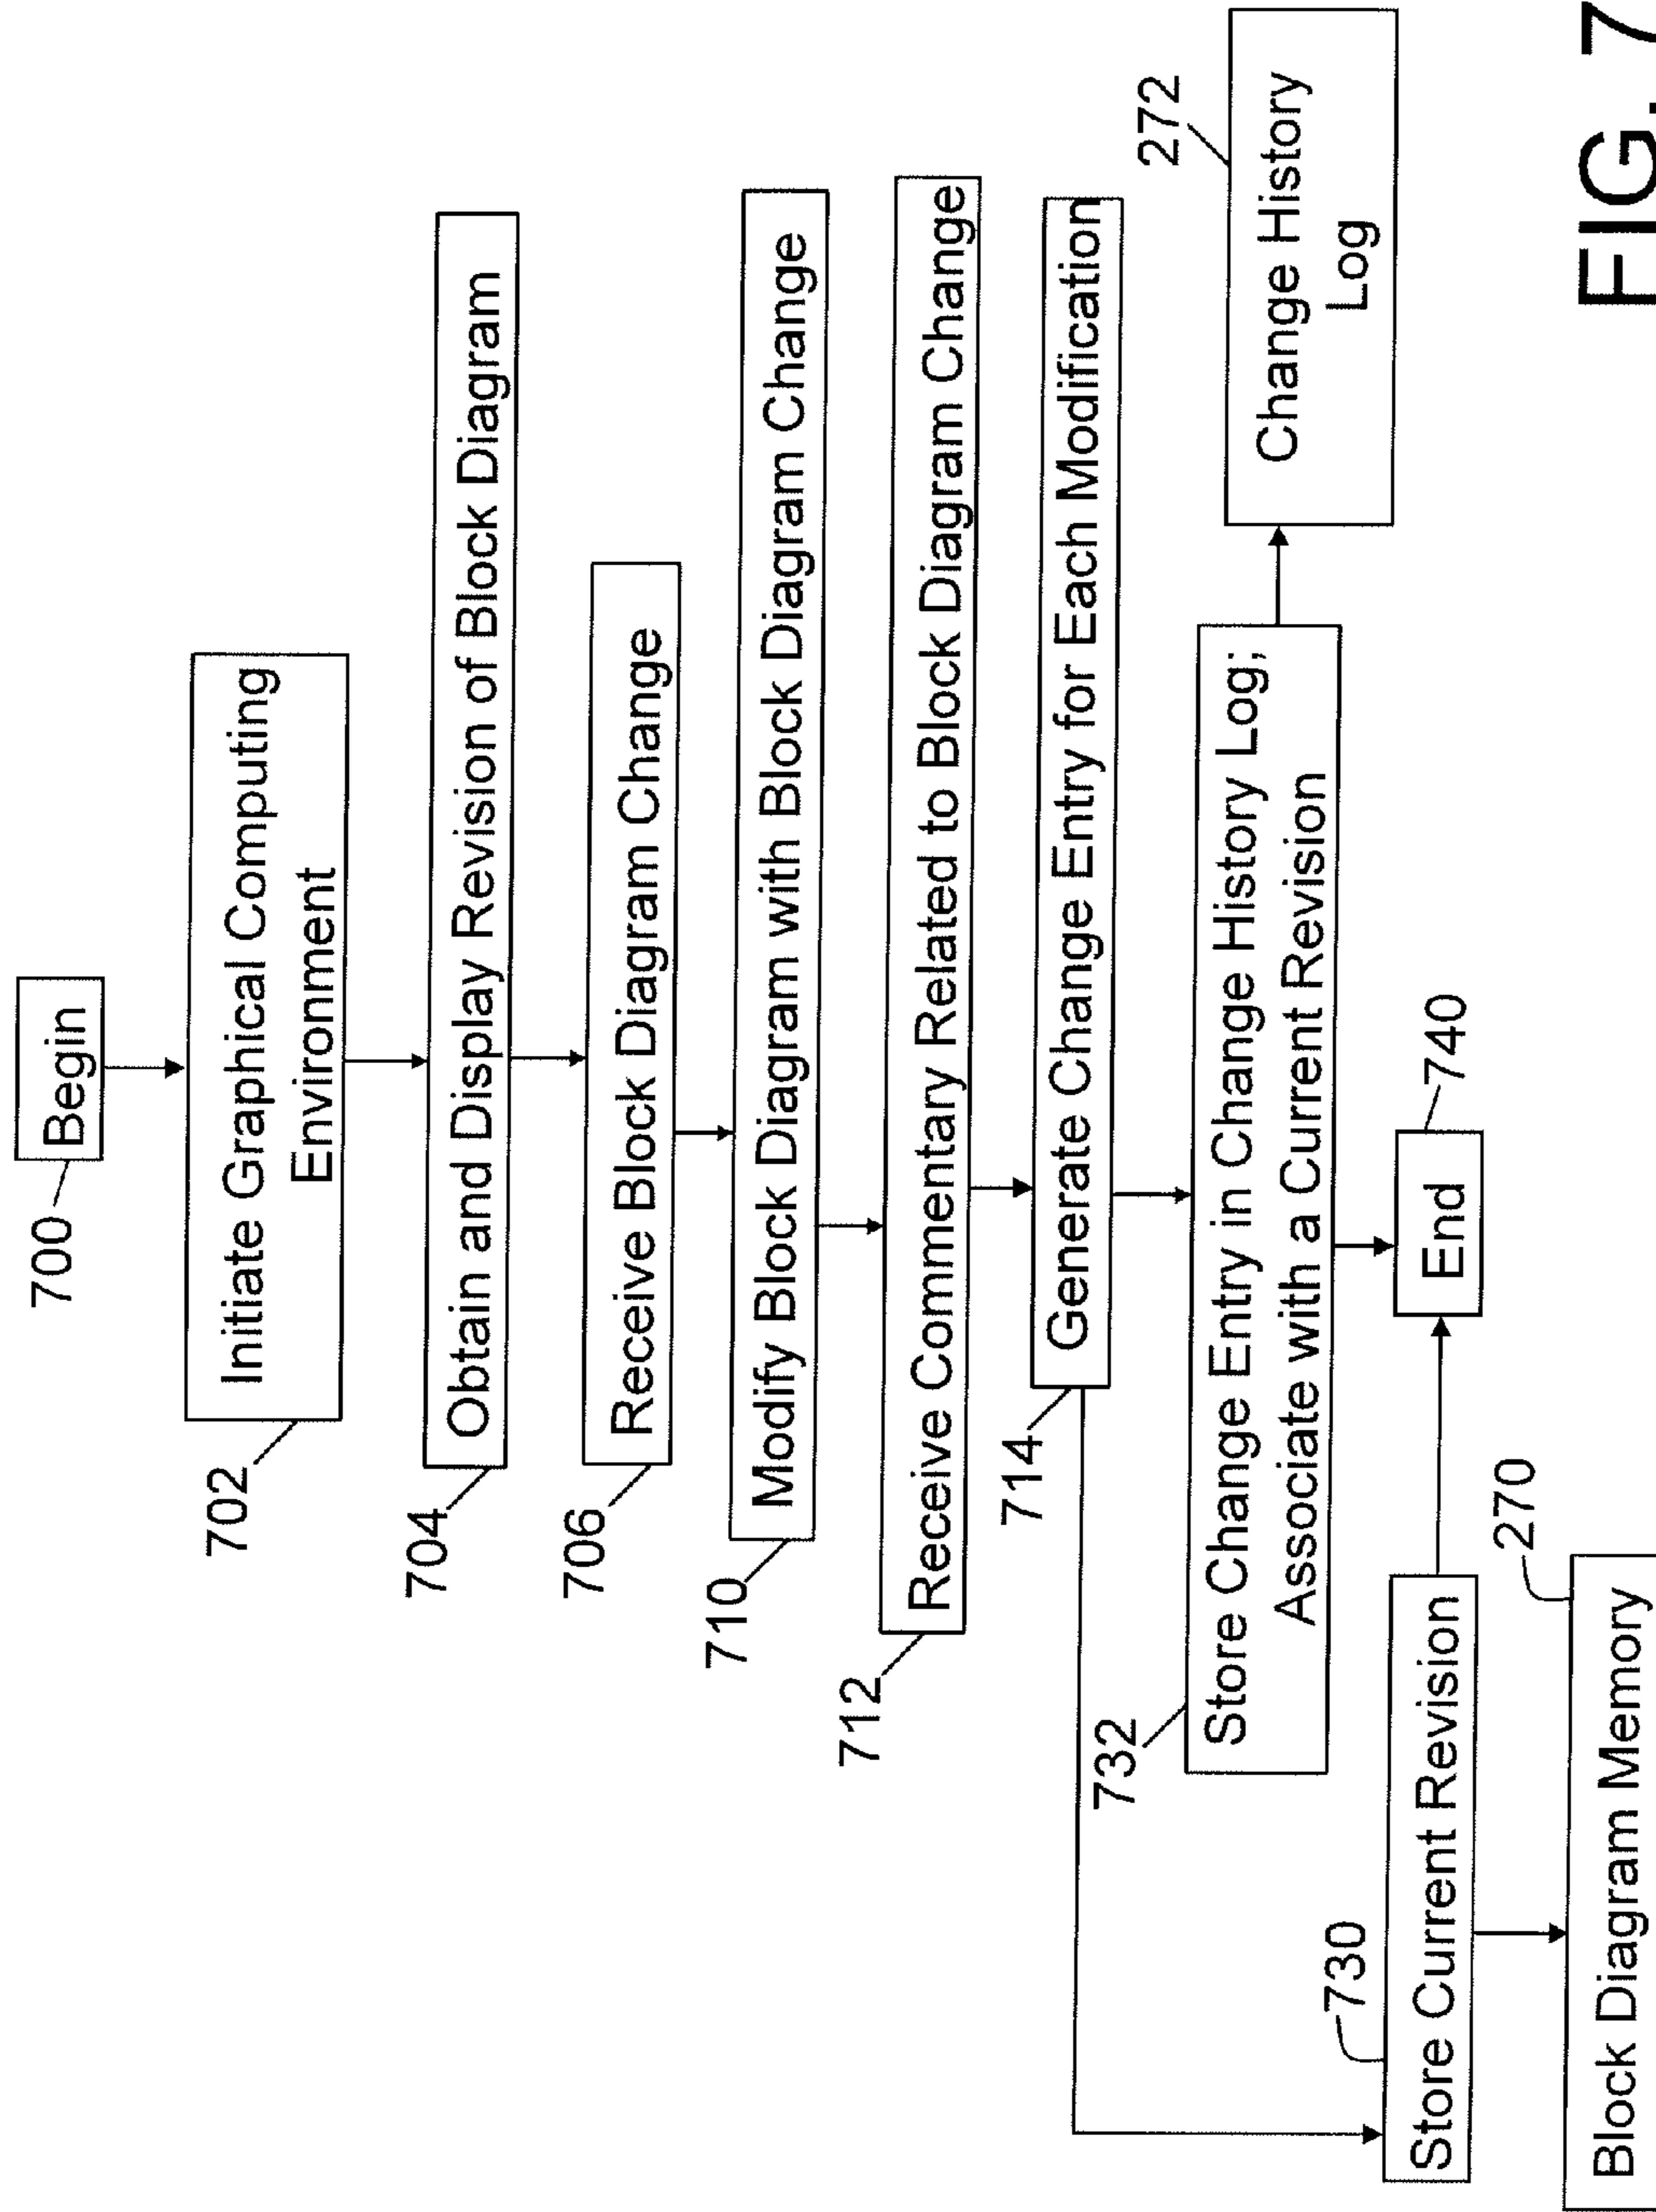 700
Begin
702
Initiate Graphical Computing
Environment
704
Obtain and Display Revision of Block Diagram
706
Receive Block Diagram Change
710
Modify Block Diagram with Block Diagram Change
712
Receive Commentary Related to Block Diagram Change
714
Generate Change Entry for Each Modification
732
Store Change Entry in Change History Log;
Associate with a Current Revision
272
Change History
Log
730
Store Current Revision
End
740
270
Block Diagram Memory
FIG. 7